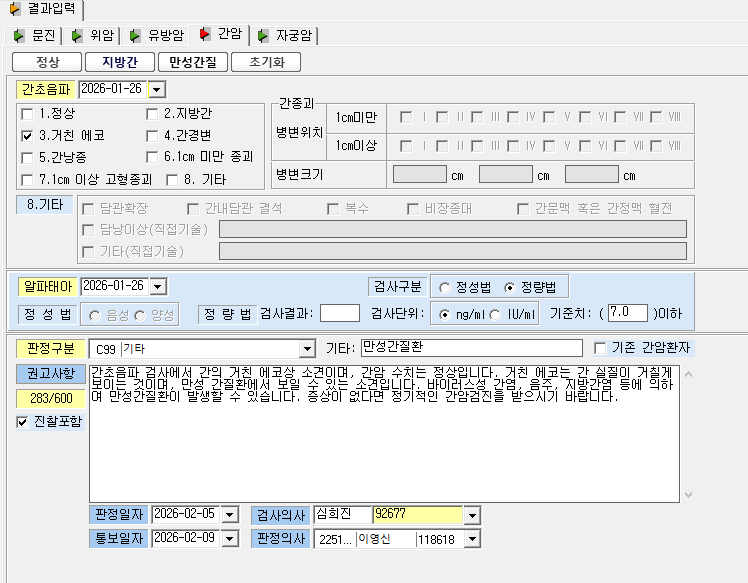 결과입력
문진 위암 유방암 간암 자궁암
정상 지방간 만성간질 초기화
간초음파 2026-01-26
1.정상 2.지방간
3.거친 에코 4.간경변
5.간낭종 6.1cm 미만 종괴
7.1cm 이상 고형종괴 8. 기타
간종괴
병변위치
1cm미만 I II III IV V VI VII VIII
1cm이상 I II III IV V VI VII VIII
병변크기 cm cm cm
8.기타 담관확장 간내담관 결석 복수 비장종대 간문맥 혹은 간정맥 혈전
담낭이상(직접기술)
기타(직접기술)
알파태아 2026-01-26 검사구분 정성법 정량법
정 성 법 음성 양성 정 량 법 검사결과: 검사단위: ng/ml IU/ml 기준치: ( 7.0 )이하
판정구분 C99 기타 기타: 만성간질환 기존 간암환자
권고사항
283/600
진찰포함
간초음파 검사에서 간의 거친 에코상 소견이며, 간암 수치는 정상입니다. 거친 에코는 간 실질이 거칠게
보이는 것이며, 만성 간질환에서 보일 수 있는 소견입니다. 바이러스성 간염, 음주, 지방간염 등에 의하
여 만성간질환이 발생할 수 있습니다. 증상이 없다면 정기적인 간암검진을 받으시기 바랍니다.
판정일자 2026-02-05 검사의사 심희진 92677
통보일자 2026-02-09 판정의사 2251... 이영신 118618